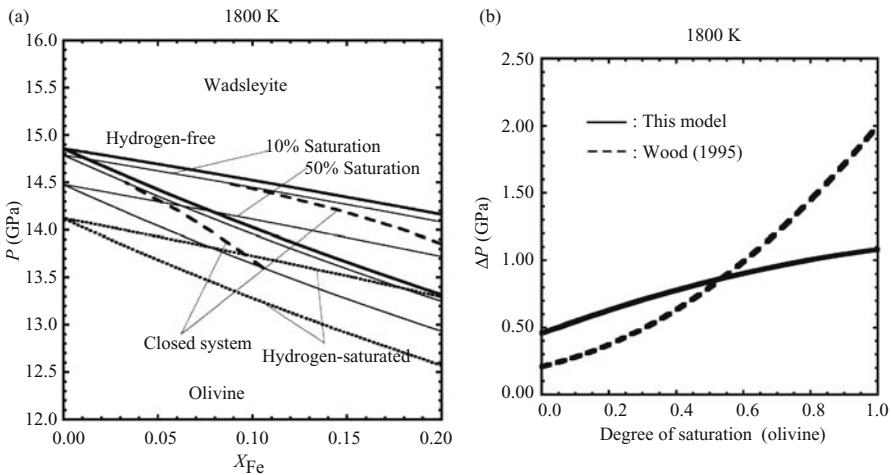 (a)
1800 K
16.0
15.5
15.0
14.5
14.0
13.5
13.0
12.5
12.0
P (GPa)
Wadsleyite
Hydrogen-free
10% Saturation
50% Saturation
Closed system
Hydrogen-saturated
Olivine
0.00
0.05
0.10
0.15
0.20
XFe
(b)
1800 K
2.50
2.00
1.50
1.00
0.50
0.00
ΔP (GPa)
: This model
: Wood (1995)
0.0
0.2
0.4
0.6
0.8
1.0
Degree of saturation (olivine)